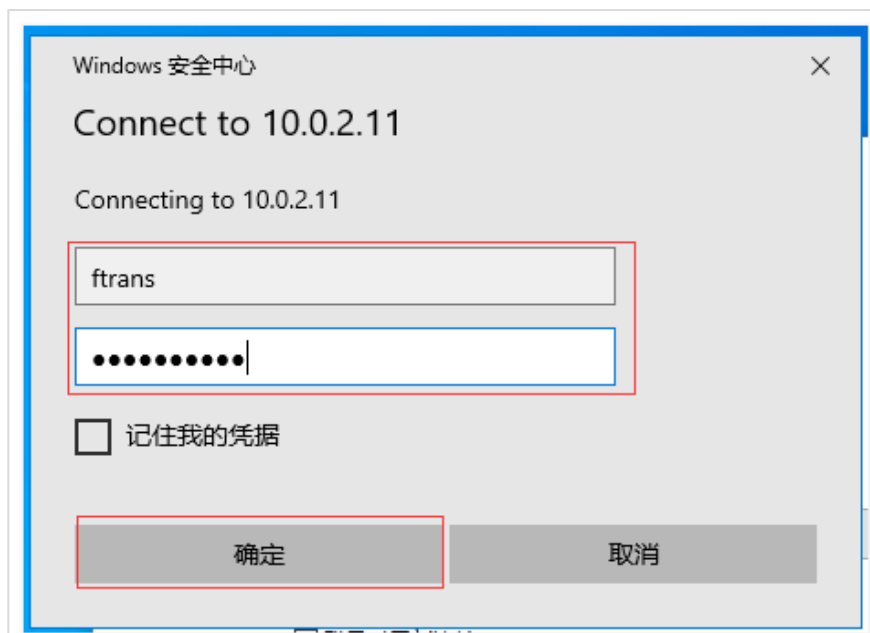 Windows 安全中心
Connect to 10.0.2.11
Connecting to 10.0.2.11
ftrans
●●●●●●●●●●
记住我的凭据
确定
取消